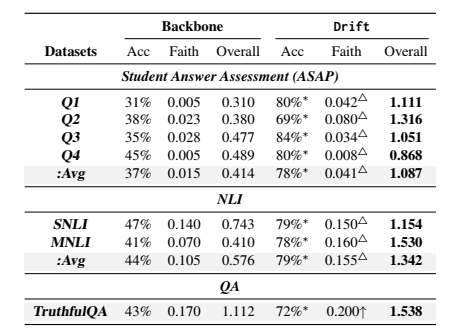 Backbone Drift
Datasets Acc Faith Overall Acc Faith Overall
Student Answer Assessment (ASAP)
Q1 31% 0.005 0.310 80%* 0.042△ 1.111
Q2 38% 0.023 0.380 69%* 0.080△ 1.316
Q3 35% 0.028 0.477 84%* 0.034△ 1.051
Q4 45% 0.005 0.489 80%* 0.008△ 0.868
:Avg 37% 0.015 0.414 78%* 0.041△ 1.087
NLI
SNLI 47% 0.140 0.743 79%* 0.150△ 1.154
MNLI 41% 0.070 0.410 78%* 0.160△ 1.530
:Avg 44% 0.105 0.576 79%* 0.155△ 1.342
QA
TruthfulQA 43% 0.170 1.112 72%* 0.200↑ 1.538